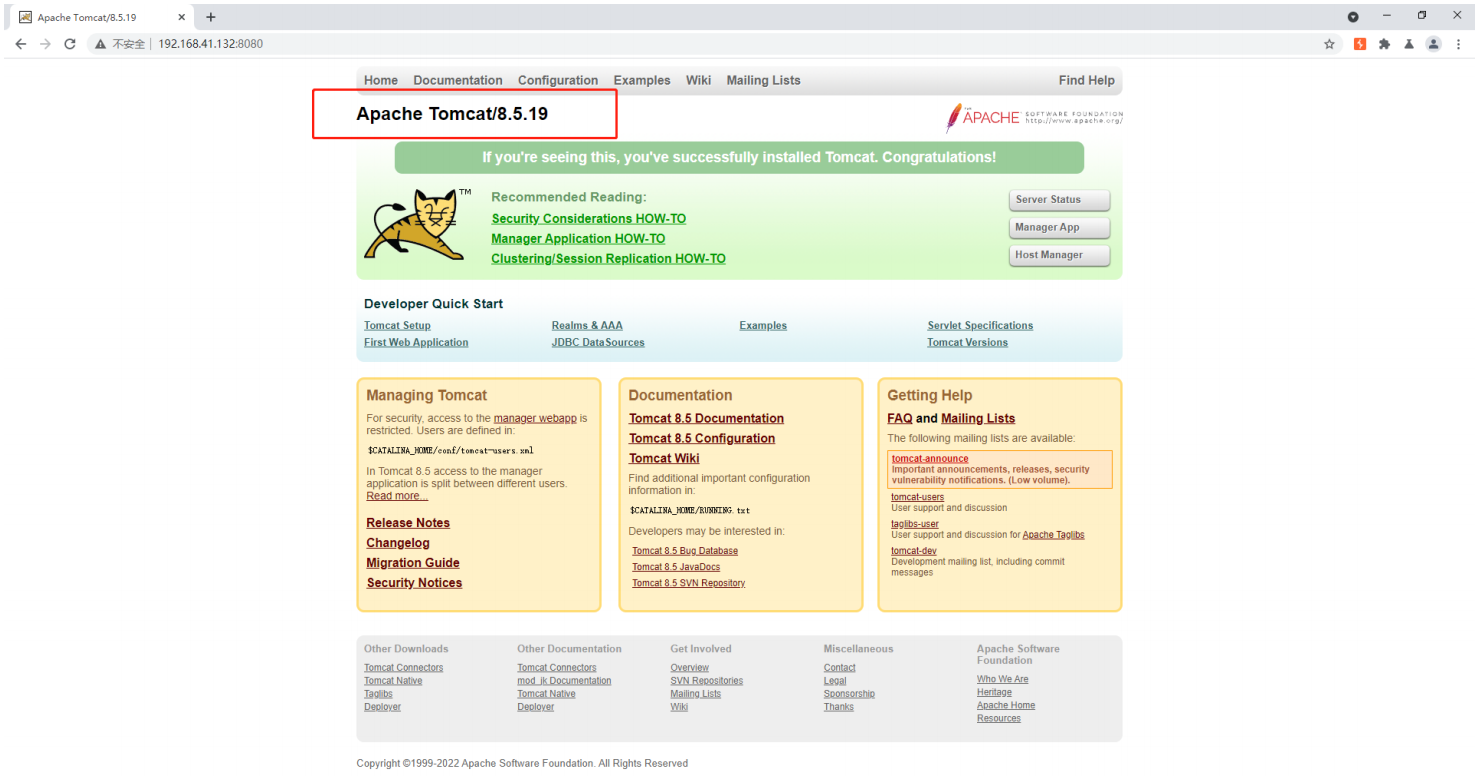 Apache Tomcat/8.5.19
不安全 | 192.168.41.132:8080
Home Documentation Configuration Examples Wiki Mailing Lists Find Help
Apache Tomcat/8.5.19
THE
APACHE SOFTWARE FOUNDATION
http://www.apache.org/
If you're seeing this, you've successfully installed Tomcat. Congratulations!
TM
Recommended Reading:
Security Considerations HOW-TO
Manager Application HOW-TO
Clustering/Session Replication HOW-TO
Server Status
Manager App
Host Manager
Developer Quick Start
Tomcat Setup
First Web Application
Realms & AAA
JDBC DataSources
Examples
Servlet Specifications
Tomcat Versions
Managing Tomcat
For security, access to the manager webapp is
restricted. Users are defined in:
$CATALINA_HOME/conf/tomcat-users.xml
In Tomcat 8.5 access to the manager
application is split between different users.
Read more...
Release Notes
Changelog
Migration Guide
Security Notices
Documentation
Tomcat 8.5 Documentation
Tomcat 8.5 Configuration
Tomcat Wiki
Find additional important configuration
information in:
$CATALINA_HOME/RUNNING.txt
Developers may be interested in:
Tomcat 8.5 Bug Database
Tomcat 8.5 JavaDocs
Tomcat 8.5 SVN Repository
Getting Help
FAQ and Mailing Lists
The following mailing lists are available:
tomcat-announce
Important announcements, releases, security
vulnerability notifications. (Low volume).
tomcat-users
User support and discussion
taglibs-user
User support and discussion for Apache Taglibs
tomcat-dev
Development mailing list, including commit
messages
Other Downloads
Tomcat Connectors
Tomcat Native
Taglibs
Deployer
Other Documentation
Tomcat Connectors
mod_jk Documentation
Tomcat Native
Deployer
Get Involved
Overview
SVN Repositories
Mailing Lists
Wiki
Miscellaneous
Contact
Legal
Sponsorship
Thanks
Apache Software
Foundation
Who We Are
Heritage
Apache Home
Resources
Copyright ©1999-2022 Apache Software Foundation. All Rights Reserved